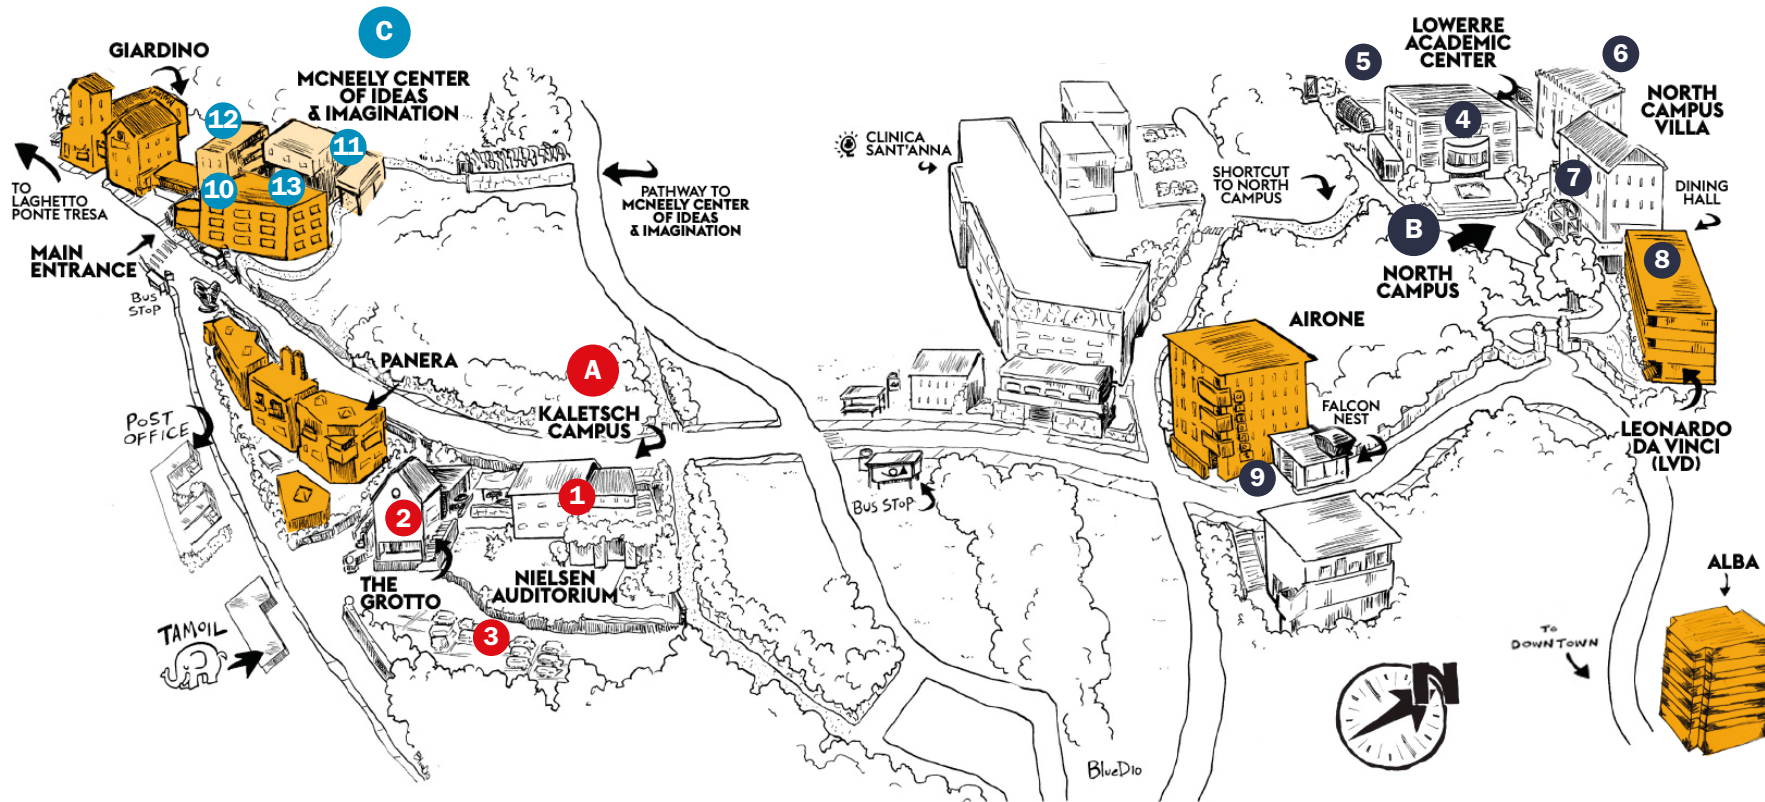 GIARDINO
C
MCNEELY CENTER
OF IDEAS
& IMAGINATION
12
11
10
13
TO
LAGHETTO
PONTE TRESA
MAIN
ENTRANCE
BUS
STOP
PATHWAY TO
MCNEELY CENTER
OF IDEAS
& IMAGINATION
PANERA
POST
OFFICE
A
KALETSCH
CAMPUS
1
2
THE
GROTTO
NIELSEN
AUDITORIUM
3
TAMOIL
CLINICA
SANT'ANNA
BUS STOP
SHORTCUT
TO NORTH
CAMPUS
5
LOWERRE
ACADEMIC
CENTER
4
6
NORTH
CAMPUS
VILLA
7
DINING
HALL
B
NORTH
CAMPUS
8
AIRONE
FALCON
NEST
9
LEONARDO
DA VINCI
(LVD)
ALBA
TO
DOWNTOWN
N
BlueD10